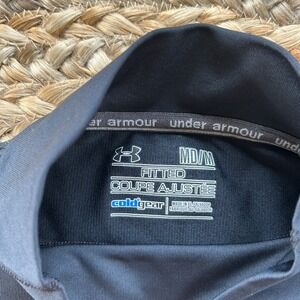 under armour under armour
MD/M
FITTED
COUPE AJUSTÉE
coldgear